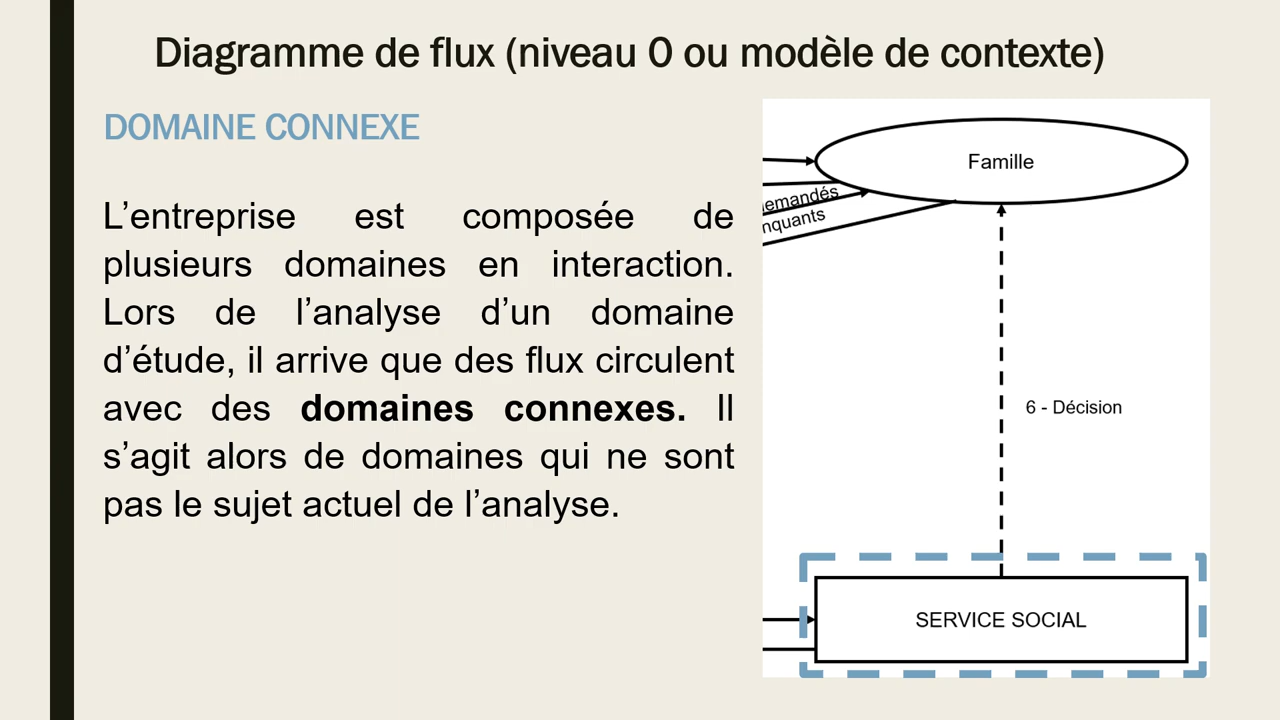 Diagramme de flux (niveau 0 ou modèle de contexte)
DOMAINE CONNEXE
L’entreprise est composée de
plusieurs domaines en interaction.
Lors de l’analyse d’un domaine
d’étude, il arrive que des flux circulent
avec des domaines connexes. Il
s’agit alors de domaines qui ne sont
pas le sujet actuel de l’analyse.
Famille
6 - Décision
SERVICE SOCIAL